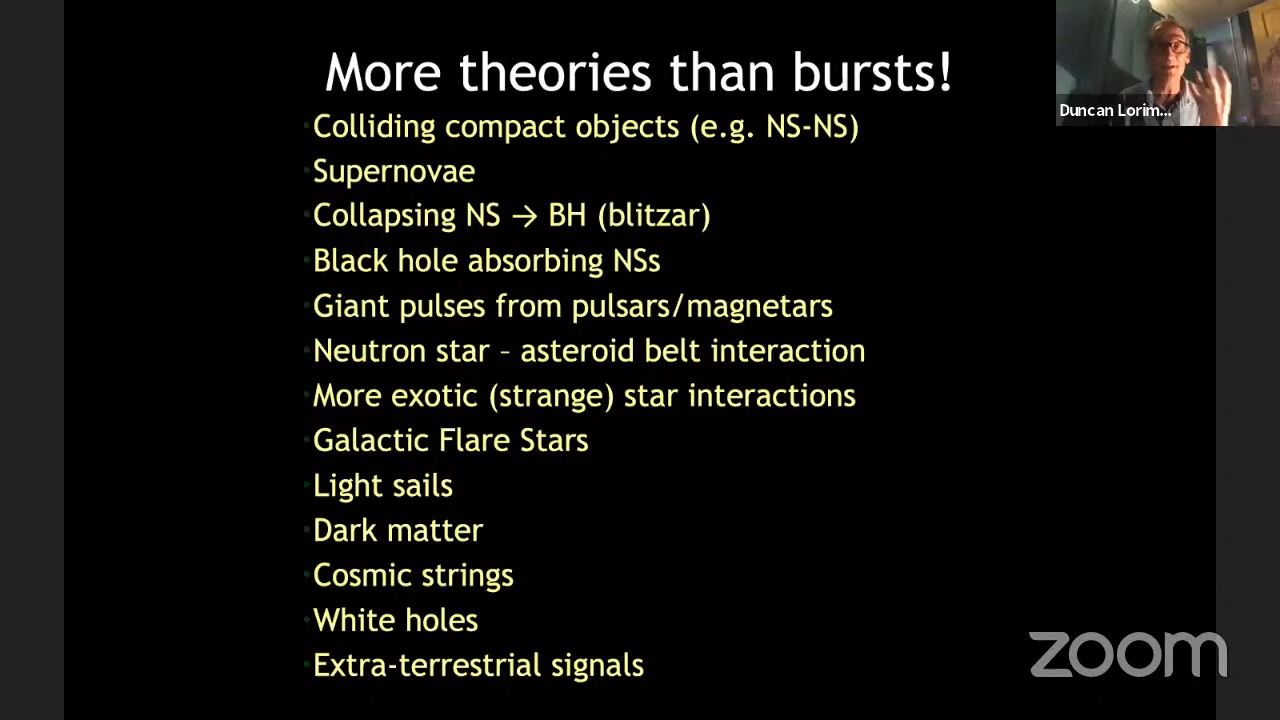 More theories than bursts!
Duncan Lorim...
·Colliding compact objects (e.g. NS-NS)
·Supernovae
·Collapsing NS → BH (blitzar)
·Black hole absorbing NSs
·Giant pulses from pulsars/magnetars
·Neutron star – asteroid belt interaction
·More exotic (strange) star interactions
·Galactic Flare Stars
·Light sails
·Dark matter
·Cosmic strings
·White holes
·Extra-terrestrial signals
zoom